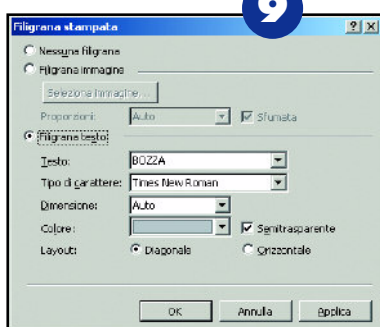 9
Filigrana stampata
Nessuna filigrana
Filigrana immagine
Seleziona immagine...
Proporzioni: Auto Sfumata
Filigrana testo
Testo: BOZZA
Tipo di carattere: Times New Roman
Dimensione: Auto
Colore: Semitrasparente
Layout: Diagonale Orizzontale
OK Annulla Applica